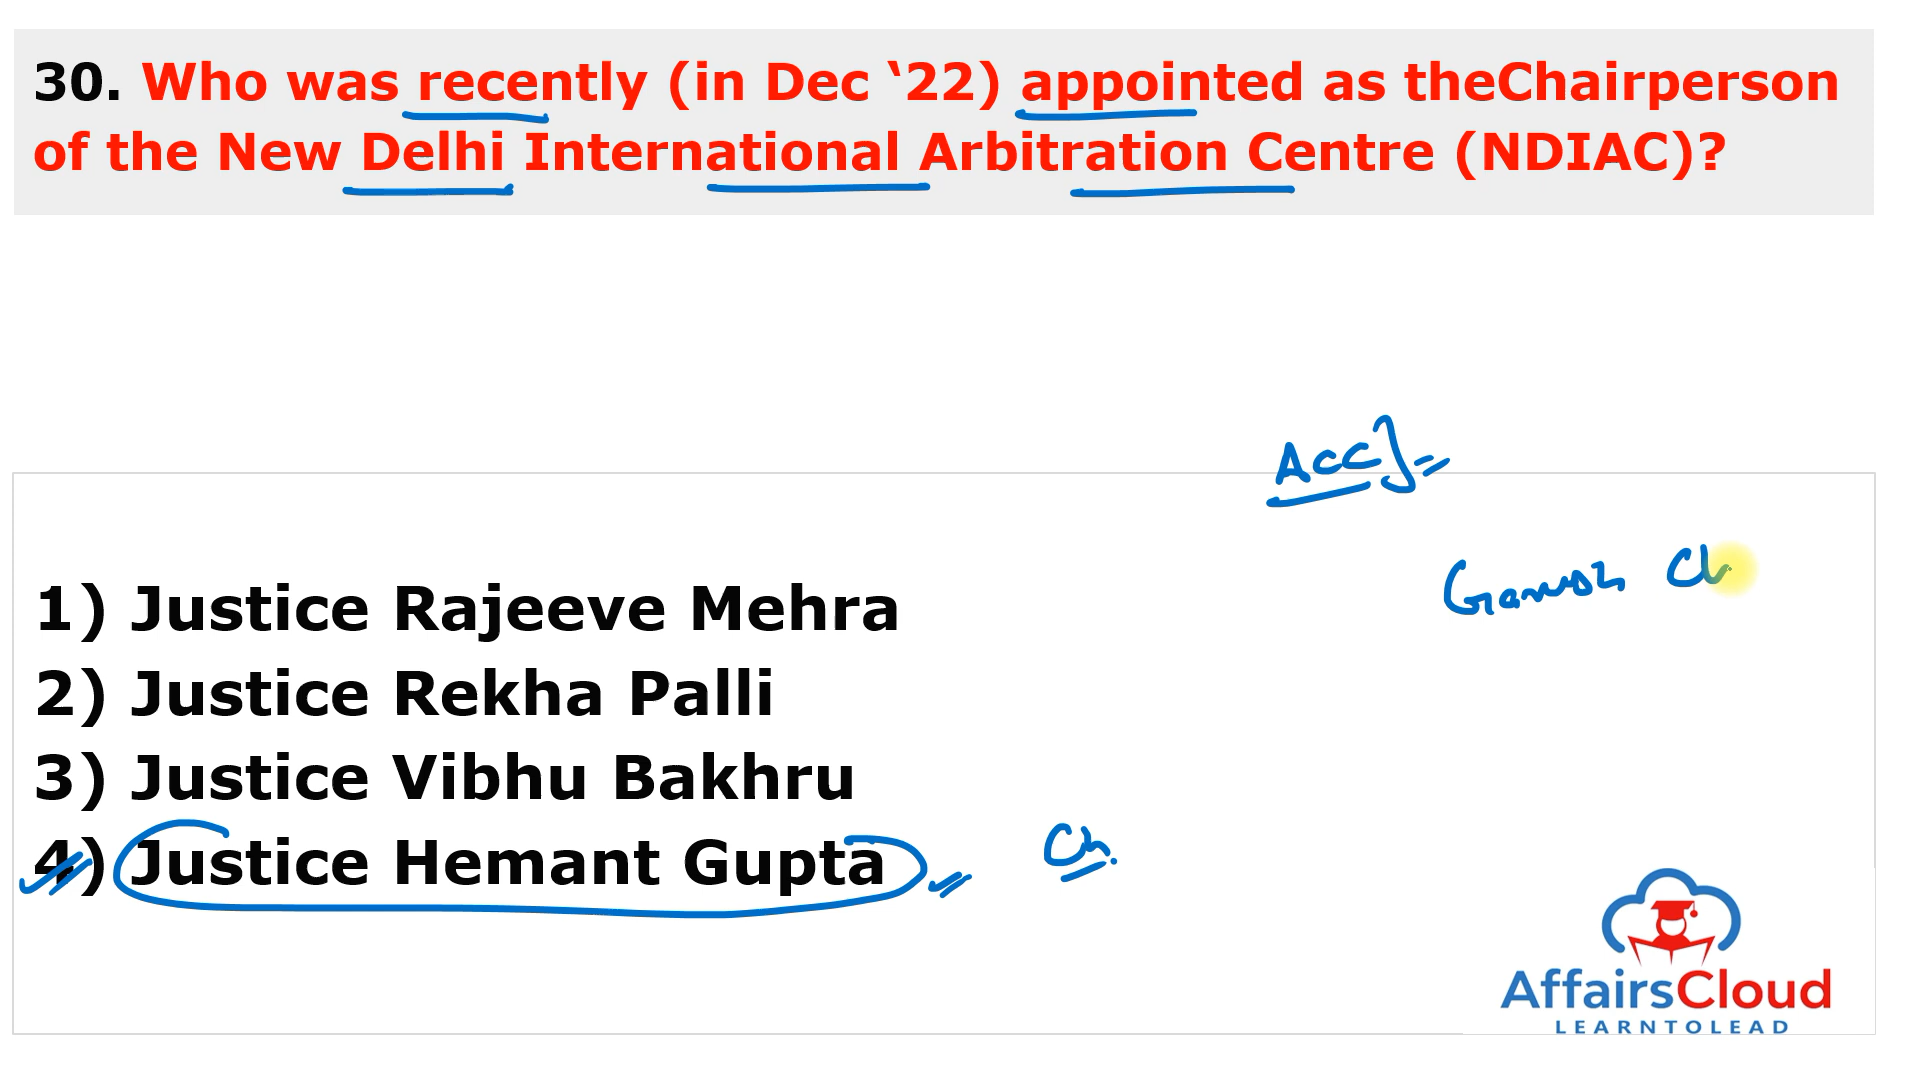 30. Who was recently (in Dec ‘22) appointed as theChairperson
of the New Delhi International Arbitration Centre (NDIAC)?
ACC]=
Ganesh Ch
1) Justice Rajeeve Mehra
2) Justice Rekha Palli
3) Justice Vibhu Bakhru
4) Justice Hemant Gupta
Ch.
AffairsCloud
LEARNTOLEAD